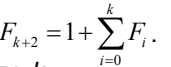 $F_{k+2} = 1 + \sum_{i=0}^{k} F_i .$